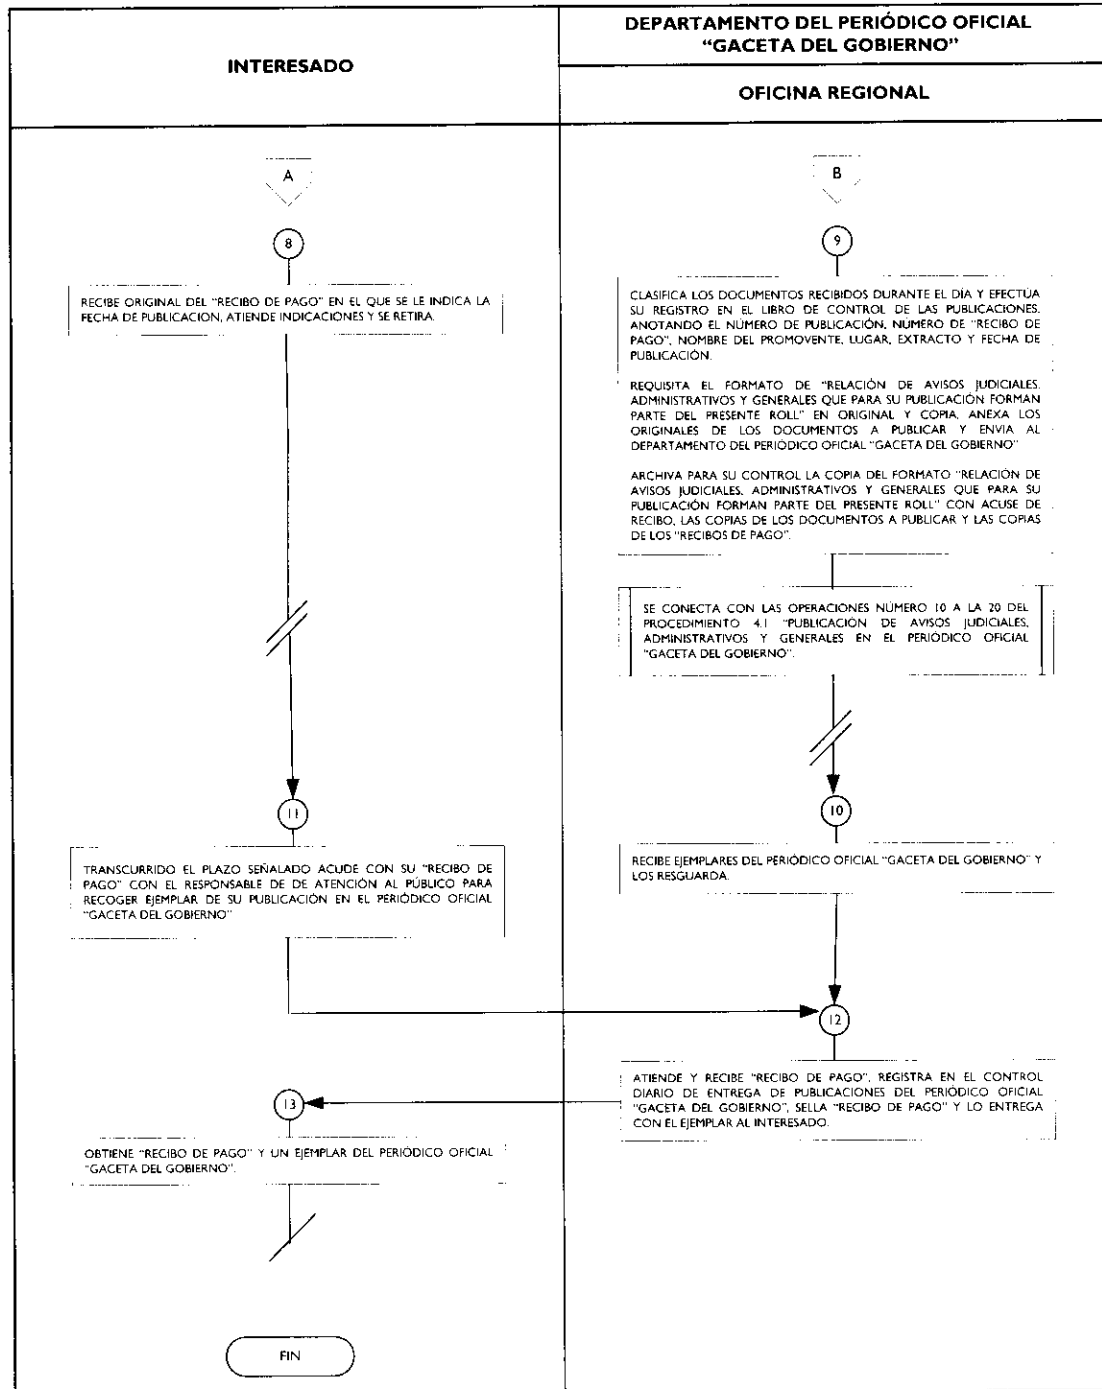 INTERESADO
DEPARTAMENTO DEL PERIÓDICO OFICIAL
"GACETA DEL GOBIERNO"
OFICINA REGIONAL
A
8
RECIBE ORIGINAL DEL "RECIBO DE PAGO" EN EL QUE SE LE INDICA LA
FECHA DE PUBLICACION, ATIENDE INDICACIONES Y SE RETIRA.
B
9
CLASIFICA LOS DOCUMENTOS RECIBIDOS DURANTE EL DÍA Y EFECTÚA
SU REGISTRO EN EL LIBRO DE CONTROL DE LAS PUBLICACIONES.
ANOTANDO EL NÚMERO DE PUBLICACIÓN, NÚMERO DE "RECIBO DE
PAGO", NOMBRE DEL PROMOVENTE, LUGAR, EXTRACTO Y FECHA DE
PUBLICACIÓN.
REQUISITA EL FORMATO DE "RELACIÓN DE AVISOS JUDICIALES.
ADMINISTRATIVOS Y GENERALES QUE PARA SU PUBLICACIÓN FORMAN
PARTE DEL PRESENTE ROLL" EN ORIGINAL Y COPIA, ANEXA LOS
ORIGINALES DE LOS DOCUMENTOS A PUBLICAR Y ENVIA AL
DEPARTAMENTO DEL PERIÓDICO OFICIAL "GACETA DEL GOBIERNO"
ARCHIVA PARA SU CONTROL LA COPIA DEL FORMATO "RELACIÓN DE
AVISOS JUDICIALES, ADMINISTRATIVOS Y GENERALES QUE PARA SU
PUBLICACIÓN FORMAN PARTE DEL PRESENTE ROLL" CON ACUSE DE
RECIBO, LAS COPIAS DE LOS DOCUMENTOS A PUBLICAR Y LAS COPIAS
DE LOS "RECIBOS DE PAGO".
SE CONECTA CON LAS OPERACIONES NÚMERO 10 A LA 20 DEL
PROCEDIMIENTO 4.1 "PUBLICACIÓN DE AVISOS JUDICIALES,
ADMINISTRATIVOS Y GENERALES EN EL PERIÓDICO OFICIAL
"GACETA DEL GOBIERNO".
10
RECIBE EJEMPLARES DEL PERIÓDICO OFICIAL "GACETA DEL GOBIERNO" Y
LOS RESGUARDA.
11
TRANSCURRIDO EL PLAZO SEÑALADO ACUDE CON SU "RECIBO DE
PAGO" CON EL RESPONSABLE DE DE ATENCIÓN AL PÚBLICO PARA
RECOGER EJEMPLAR DE SU PUBLICACIÓN EN EL PERIÓDICO OFICIAL
"GACETA DEL GOBIERNO"
12
ATIENDE Y RECIBE "RECIBO DE PAGO", REGISTRA EN EL CONTROL
DIARIO DE ENTREGA DE PUBLICACIONES DEL PERIÓDICO OFICIAL
"GACETA DEL GOBIERNO", SELLA "RECIBO DE PAGO" Y LO ENTREGA
CON EL EJEMPLAR AL INTERESADO.
13
OBTIENE "RECIBO DE PAGO" Y UN EJEMPLAR DEL PERIÓDICO OFICIAL
"GACETA DEL GOBIERNO".
FIN